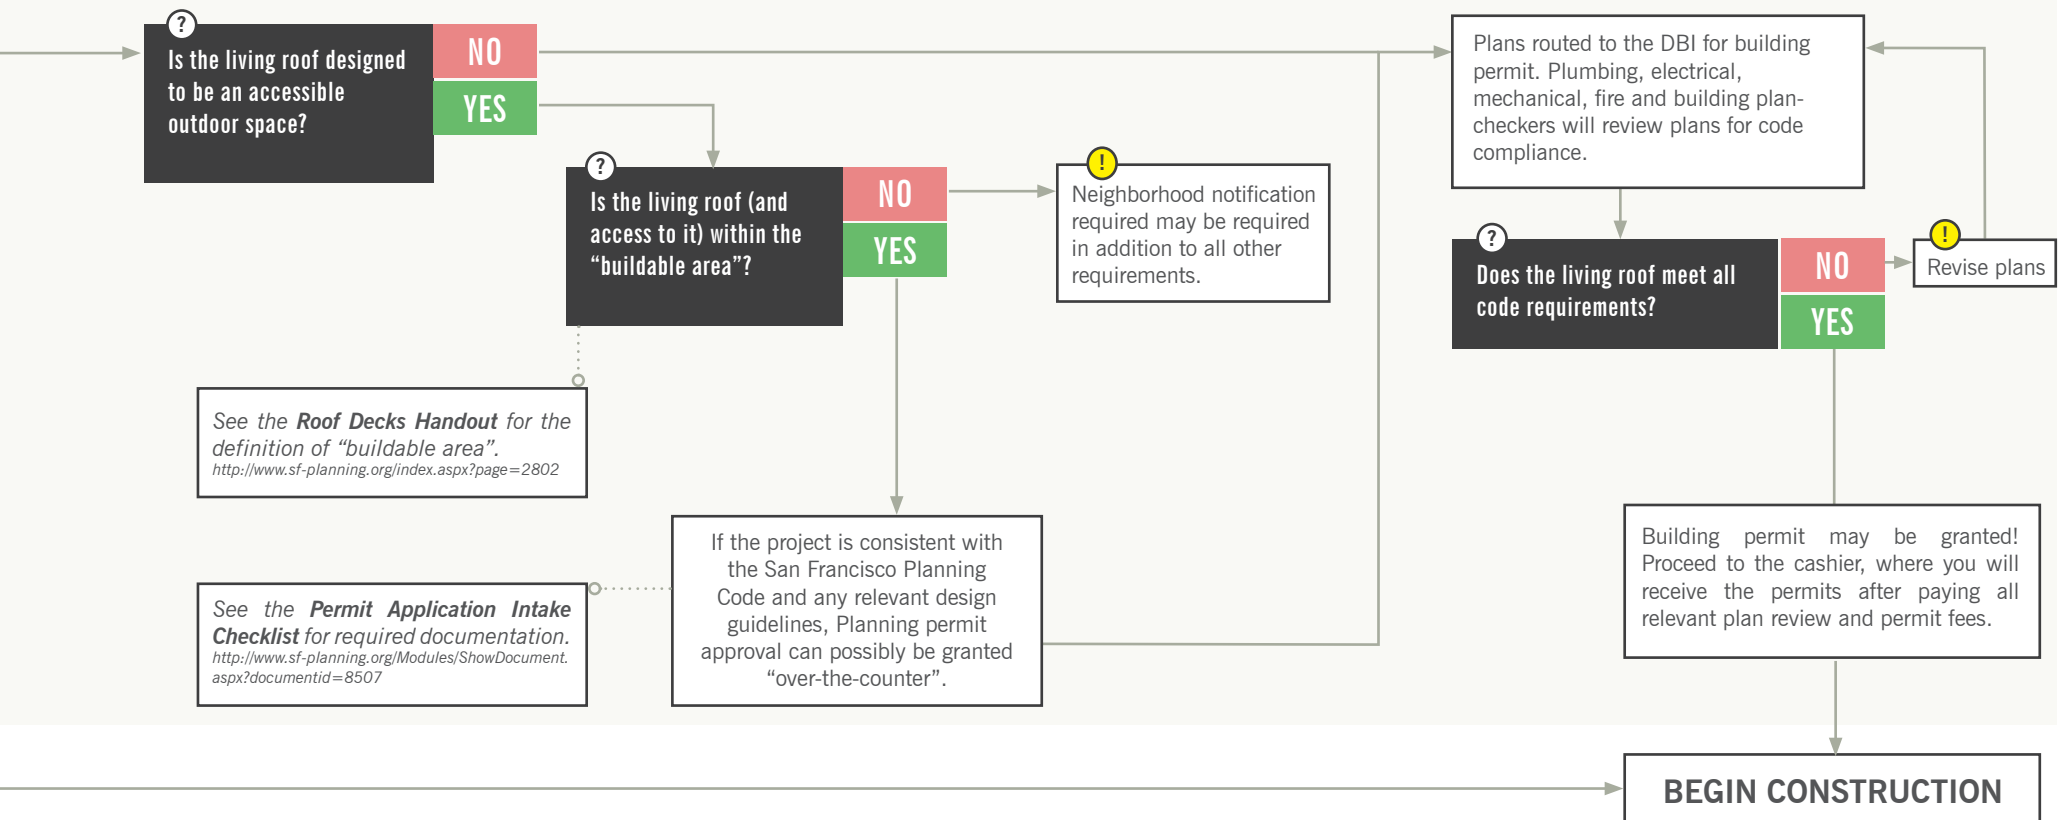 ?
Is the living roof designed
to be an accessible
outdoor space?
NO
YES
?
Is the living roof (and
access to it) within the
“buildable area”?
NO
YES
!
Neighborhood notification
required may be required
in addition to all other
requirements.
Plans routed to the DBI for building
permit. Plumbing, electrical,
mechanical, fire and building plan-
checkers will review plans for code
compliance.
?
Does the living roof meet all
code requirements?
NO
YES
!
Revise plans
See the Roof Decks Handout for the
definition of “buildable area”.
http://www.sf-planning.org/index.aspx?page=2802
See the Permit Application Intake
Checklist for required documentation.
http://www.sf-planning.org/Modules/ShowDocument.
aspx?documentid=8507
If the project is consistent with
the San Francisco Planning
Code and any relevant design
guidelines, Planning permit
approval can possibly be granted
“over-the-counter”.
Building permit may be granted!
Proceed to the cashier, where you will
receive the permits after paying all
relevant plan review and permit fees.
BEGIN CONSTRUCTION